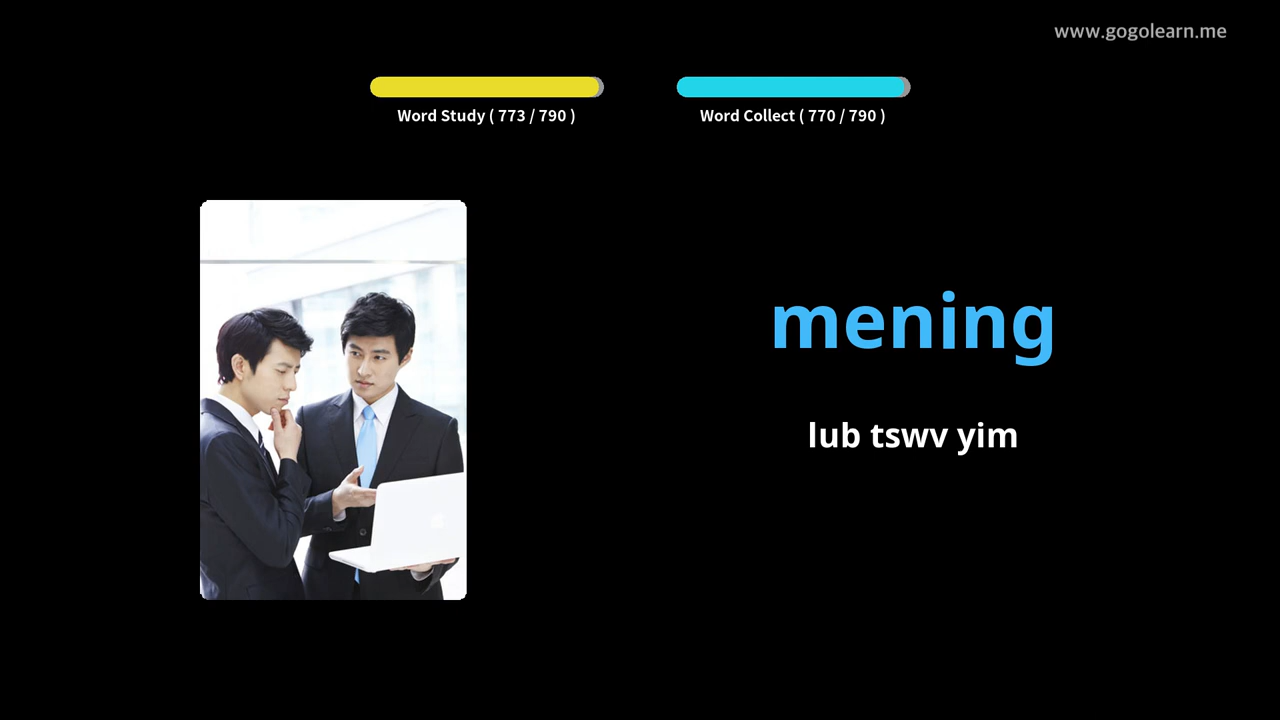 www.gogolearn.me
Word Study ( 773 / 790 )
Word Collect ( 770 / 790 )
mening
lub tswv yim